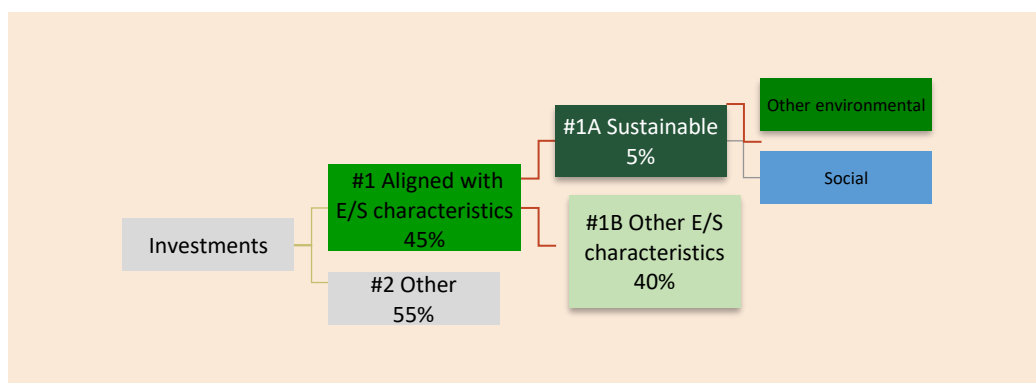 Investments
#1 Aligned with
E/S characteristics
45%
#2 Other
55%
#1A Sustainable
5%
#1B Other E/S
characteristics
40%
Other environmental
Social